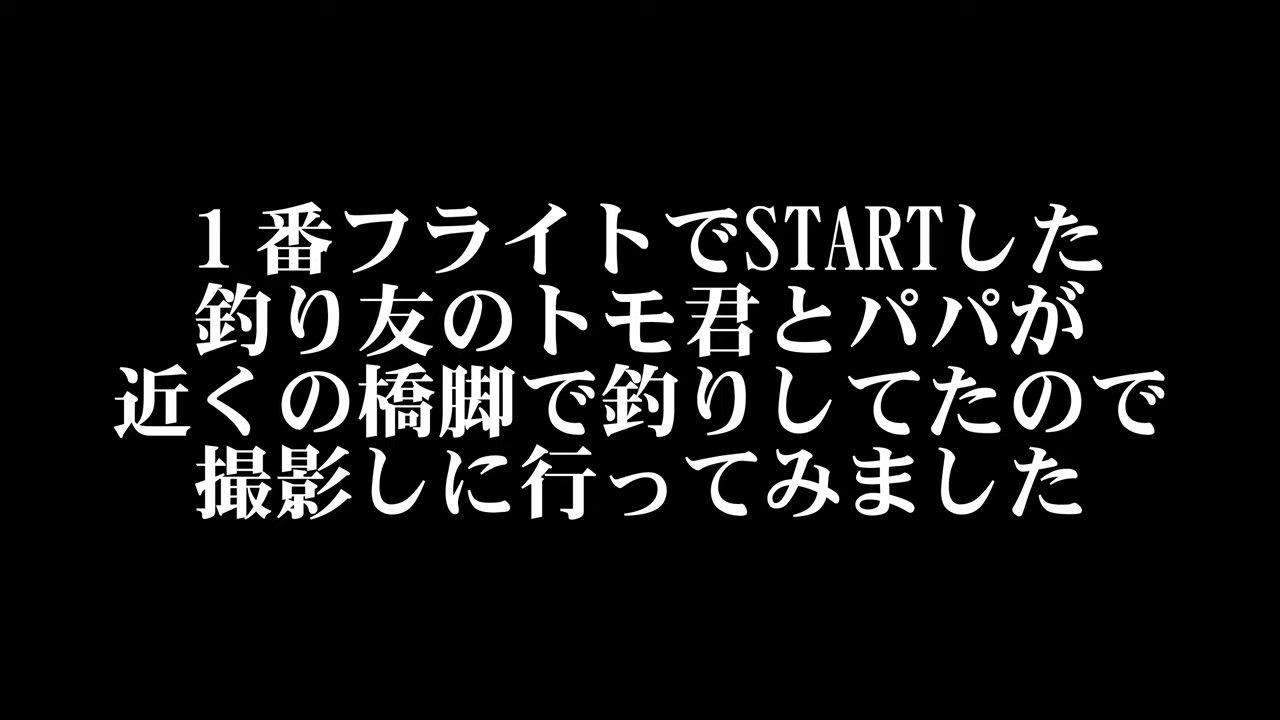 １番フライトでSTARTした
釣り友のトモ君とパパが
近くの橋脚で釣りしてたので
撮影しに行ってみました